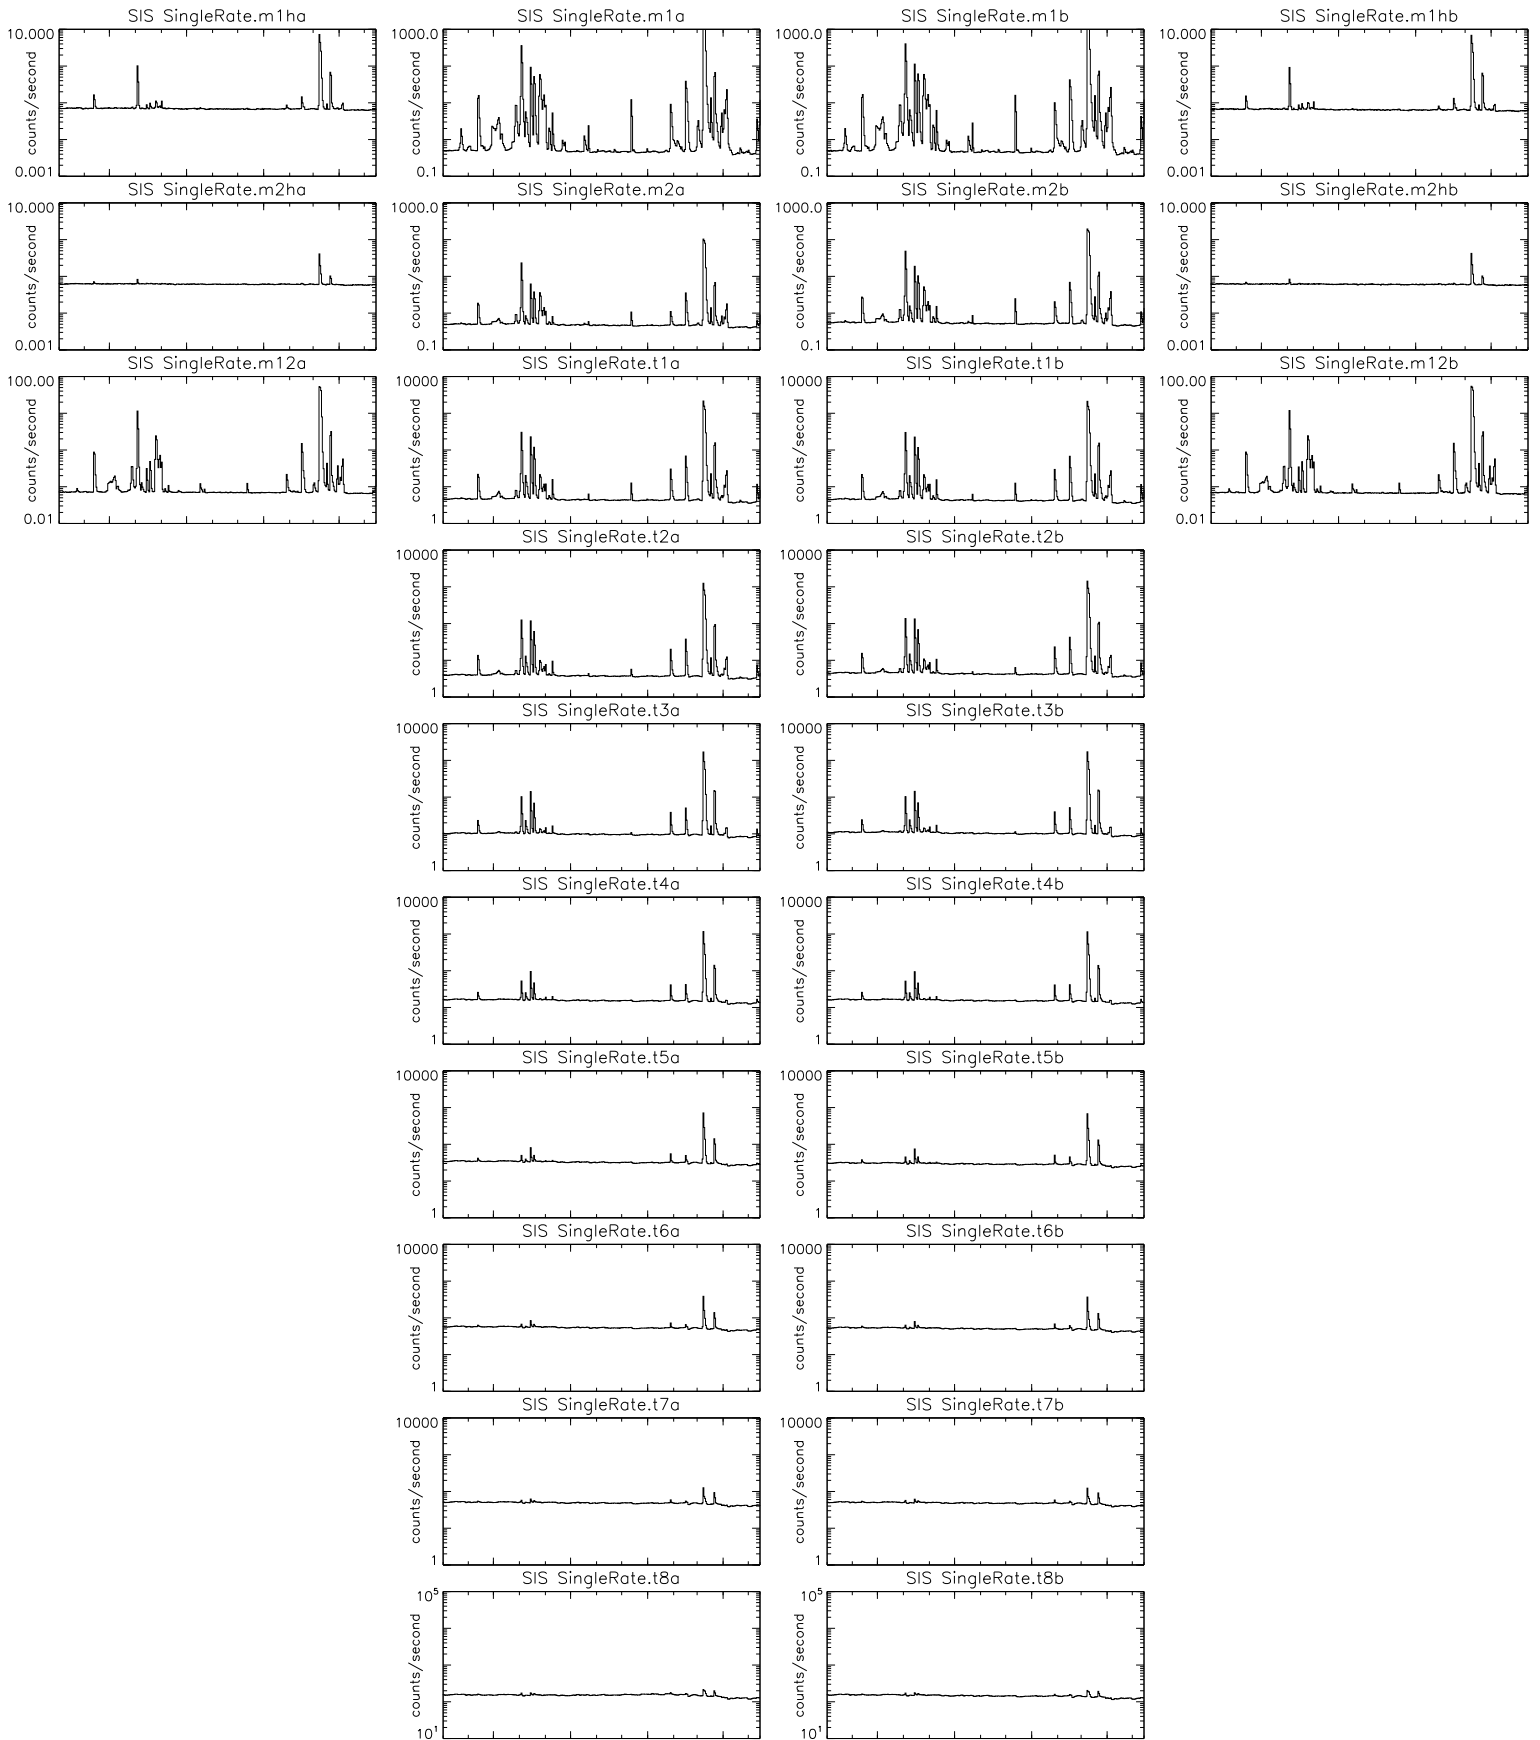 SIS SingleRate.m1ha SIS SingleRate.m1a SIS SingleRate.m1b SIS SingleRate.m1hb
10.000 1000.0 1000.0 10.000
counts/second counts/second counts/second counts/second
0.001 0.1 0.1 0.001
SIS SingleRate.m2ha SIS SingleRate.m2a SIS SingleRate.m2b SIS SingleRate.m2hb
10.000 1000.0 1000.0 10.000
counts/second counts/second counts/second counts/second
0.001 0.1 0.1 0.001
SIS SingleRate.m12a SIS SingleRate.t1a SIS SingleRate.t1b SIS SingleRate.m12b
100.00 10000 10000 100.00
counts/second counts/second counts/second counts/second
0.01 1 1 0.01
SIS SingleRate.t2a SIS SingleRate.t2b
10000 10000
counts/second counts/second
1 1
SIS SingleRate.t3a SIS SingleRate.t3b
10000 10000
counts/second counts/second
1 1
SIS SingleRate.t4a SIS SingleRate.t4b
10000 10000
counts/second counts/second
1 1
SIS SingleRate.t5a SIS SingleRate.t5b
10000 10000
counts/second counts/second
1 1
SIS SingleRate.t6a SIS SingleRate.t6b
10000 10000
counts/second counts/second
1 1
SIS SingleRate.t7a SIS SingleRate.t7b
10000 10000
counts/second counts/second
1 1
SIS SingleRate.t8a SIS SingleRate.t8b
10⁵ 10⁵
counts/second counts/second
10¹ 10¹